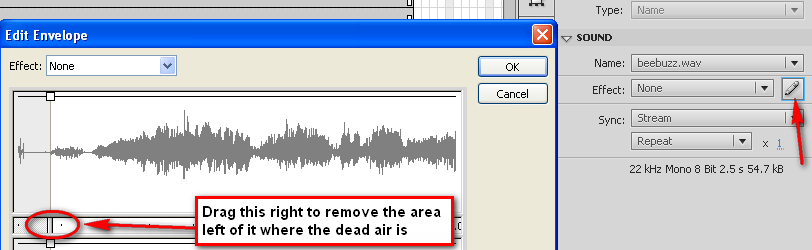 Type: Name
Edit Envelope
SOUND
Effect: None
OK
Cancel
Name: beebuzz.wav
Effect: None
Sync: Stream
Repeat x 1
22 kHz Mono 8 Bit 2.5 s 54.7 kB
Drag this right to remove the area
left of it where the dead air is